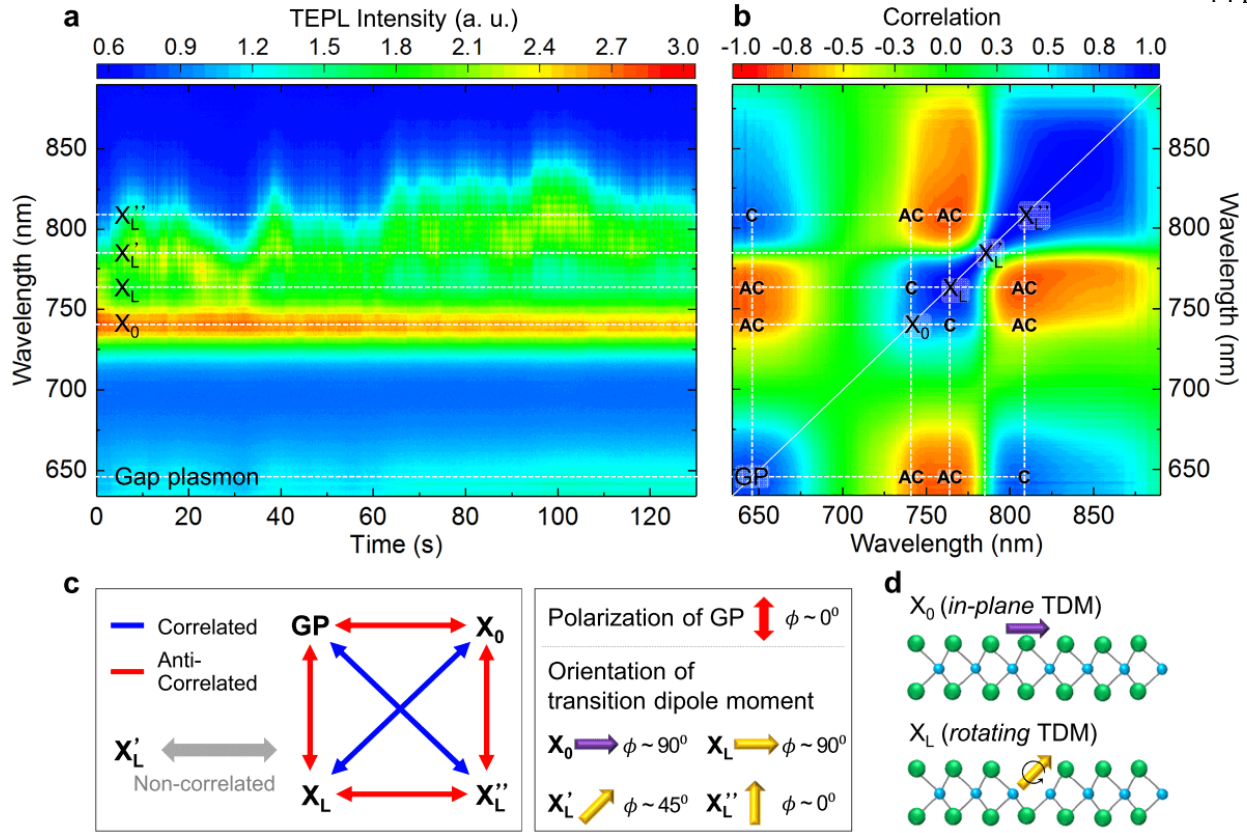 a TEPL Intensity (a. u.)
0.6 0.9 1.2 1.5 1.8 2.1 2.4 2.7 3.0
850
800
750
700
650
Wavelength (nm)
X_L''
X_L'
X_L
X_0
Gap plasmon
0 20 40 60 80 100 120
Time (s)
b Correlation
-1.0 -0.8 -0.5 -0.3 0.0 0.3 0.5 0.8 1.0
850
800
750
700
650
Wavelength (nm)
C AC AC X_L''
X_L'
AC C X_L AC
AC X_0 C AC
GP AC AC C
650 700 750 800 850
Wavelength (nm)
c
Correlated
Anti-
Correlated
X_L'
Non-correlated
GP X_0
X_L X_L''
Polarization of GP ϕ ~ 0⁰
Orientation of
transition dipole moment
X_0 ϕ ~ 90⁰ X_L ϕ ~ 90⁰
X_L' ϕ ~ 45⁰ X_L'' ϕ ~ 0⁰
d
X_0 (in-plane TDM)
X_L (rotating TDM)